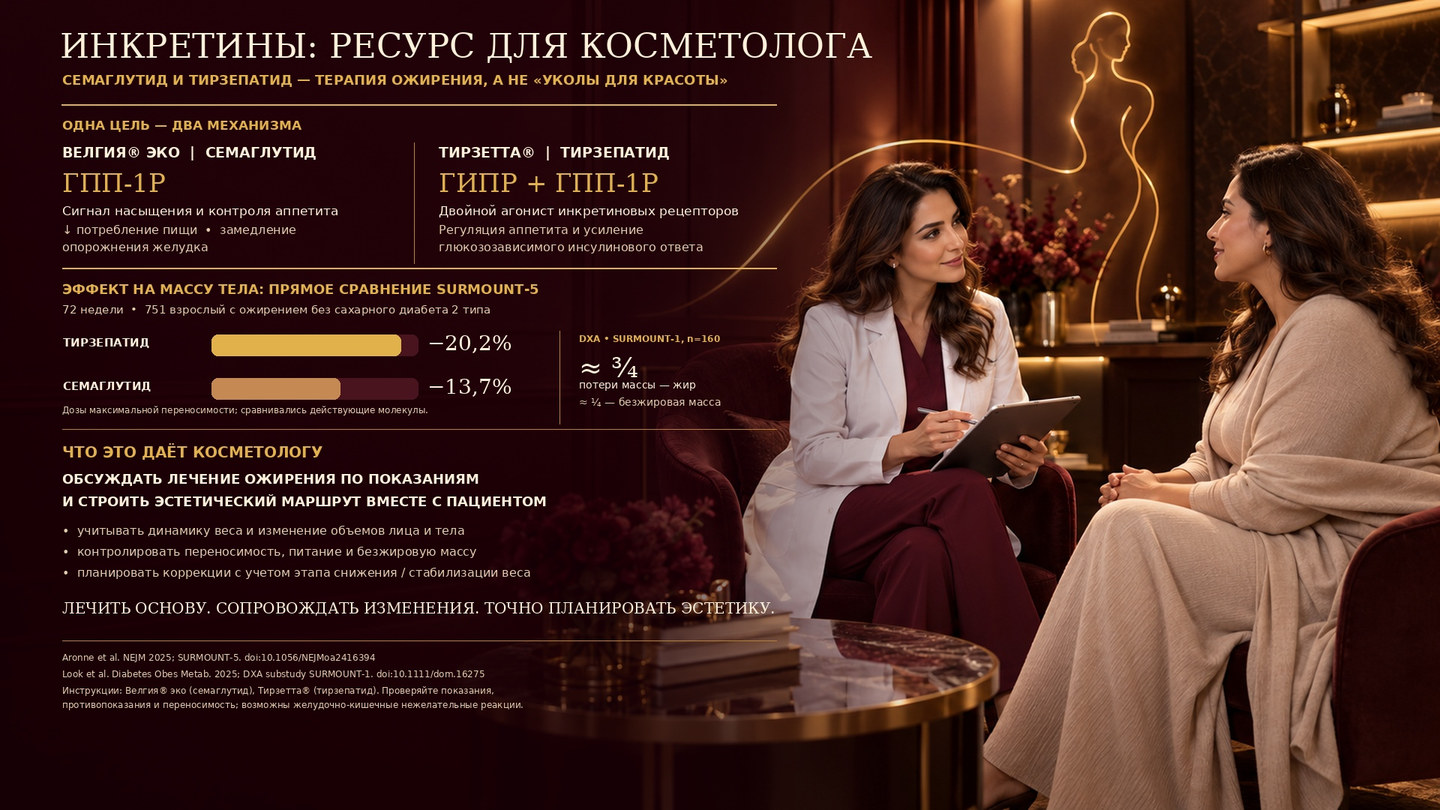 ИНКРЕТИНЫ: РЕСУРС ДЛЯ КОСМЕТОЛОГА
СЕМАГЛУТИД И ТИРЗЕПАТИД — ТЕРАПИЯ ОЖИРЕНИЯ, А НЕ «УКОЛЫ ДЛЯ КРАСОТЫ»
ОДНА ЦЕЛЬ — ДВА МЕХАНИЗМА
ВЕЛГИЯ® ЭКО | СЕМАГЛУТИД
ГПП-1Р
Сигнал насыщения и контроля аппетита
↓ потребление пищи • замедление
опорожнения желудка
ТИРЗЕТТА® | ТИРЗЕПАТИД
ГИПР + ГПП-1Р
Двойной агонист инкретиновых рецепторов
Регуляция аппетита и усиление
глюкозозависимого инсулинового ответа
ЭФФЕКТ НА МАССУ ТЕЛА: ПРЯМОЕ СРАВНЕНИЕ SURMOUNT-5
72 недели • 751 взрослый с ожирением без сахарного диабета 2 типа
ТИРЗЕПАТИД −20,2%
СЕМАГЛУТИД −13,7%
Дозы максимальной переносимости; сравнивались действующие молекулы.
DXA • SURMOUNT-1, n=160
≈ ¾
потери массы — жир
≈ ¼ — безжировая масса
ЧТО ЭТО ДАЁТ КОСМЕТОЛОГУ
ОБСУЖДАТЬ ЛЕЧЕНИЕ ОЖИРЕНИЯ ПО ПОКАЗАНИЯМ
И СТРОИТЬ ЭСТЕТИЧЕСКИЙ МАРШРУТ ВМЕСТЕ С ПАЦИЕНТОМ
• учитывать динамику веса и изменение объемов лица и тела
• контролировать переносимость, питание и безжировую массу
• планировать коррекции с учетом этапа снижения / стабилизации веса
ЛЕЧИТЬ ОСНОВУ. СОПРОВОЖДАТЬ ИЗМЕНЕНИЯ. ТОЧНО ПЛАНИРОВАТЬ ЭСТЕТИКУ.
Aronne et al. NEJM 2025; SURMOUNT-5. doi:10.1056/NEJMoa2416394
Look et al. Diabetes Obes Metab. 2025; DXA substudy SURMOUNT-1. doi:10.1111/dom.16275
Инструкции: Велгия® эко (семаглутид), Тирзетта® (тирзепатид). Проверяйте показания,
противопоказания и переносимость; возможны желудочно-кишечные нежелательные реакции.